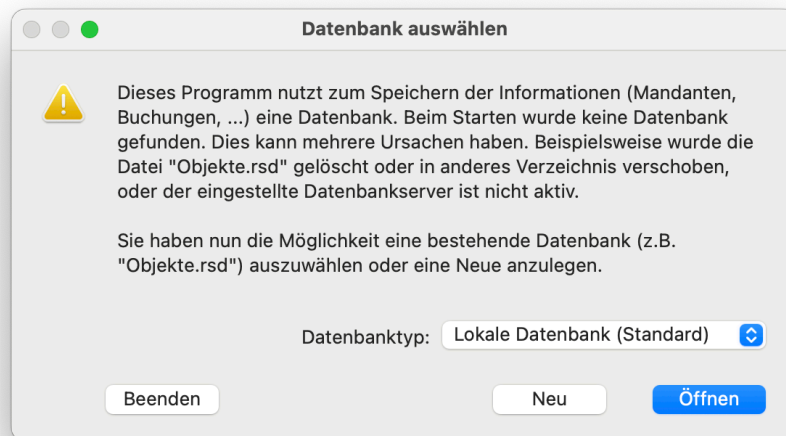 Datenbank auswählen
Dieses Programm nutzt zum Speichern der Informationen (Mandanten,
Buchungen, ...) eine Datenbank. Beim Starten wurde keine Datenbank
gefunden. Dies kann mehrere Ursachen haben. Beispielsweise wurde die
Datei "Objekte.rsd" gelöscht oder in anderes Verzeichnis verschoben,
oder der eingestellte Datenbankserver ist nicht aktiv.
Sie haben nun die Möglichkeit eine bestehende Datenbank (z.B.
"Objekte.rsd") auszuwählen oder eine Neue anzulegen.
Datenbanktyp: Lokale Datenbank (Standard)
Beenden Neu Öffnen